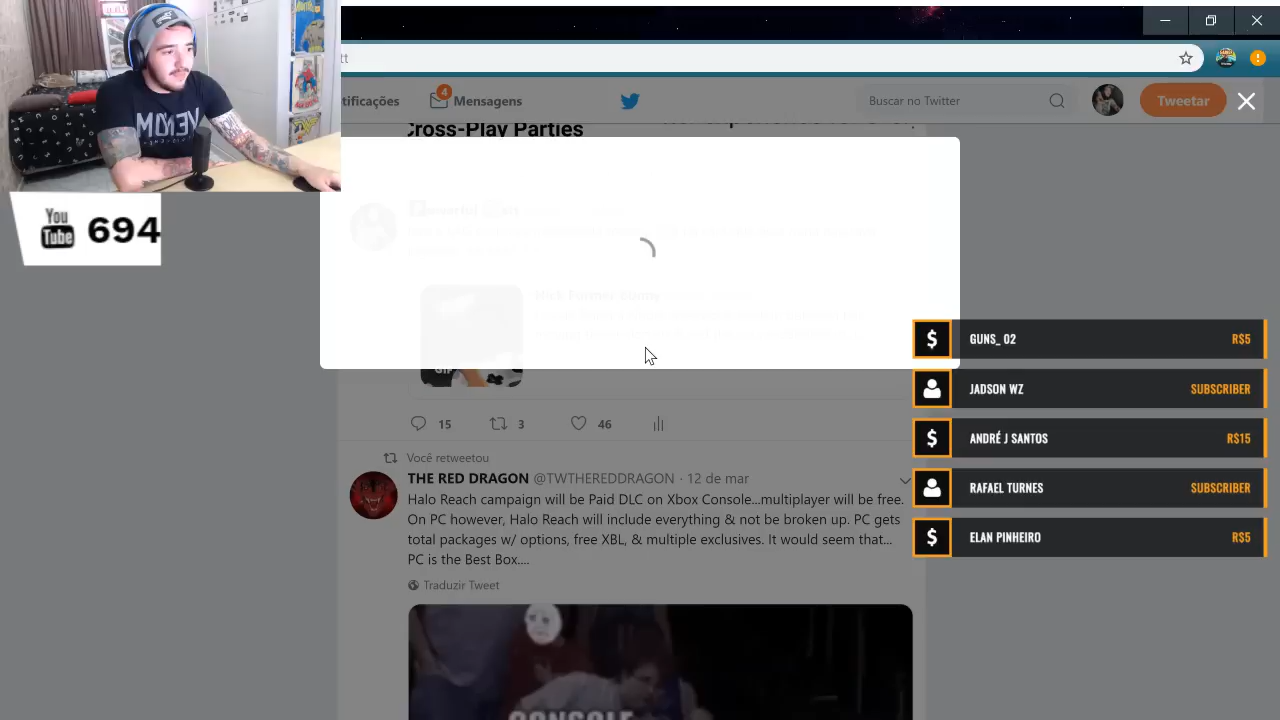 tt
tificações
4
Mensagens
Buscar no Twitter
Tweetar
Cross-Play Parties
You
Tube
694
GIF
15
3
46
Você retweetou
THE RED DRAGON @TWTHEREDDRAGON · 12 de mar
Halo Reach campaign will be Paid DLC on Xbox Console...multiplayer will be free.
On PC however, Halo Reach will include everything & not be broken up. PC gets
total packages w/ options, free XBL, & multiple exclusives. It would seem that...
PC is the Best Box....
Traduzir Tweet
CONSOLE
$ GUNS_ 02 R$5
JADSON WZ SUBSCRIBER
$ ANDRÉ J SANTOS R$15
RAFAEL TURNES SUBSCRIBER
$ ELAN PINHEIRO R$5